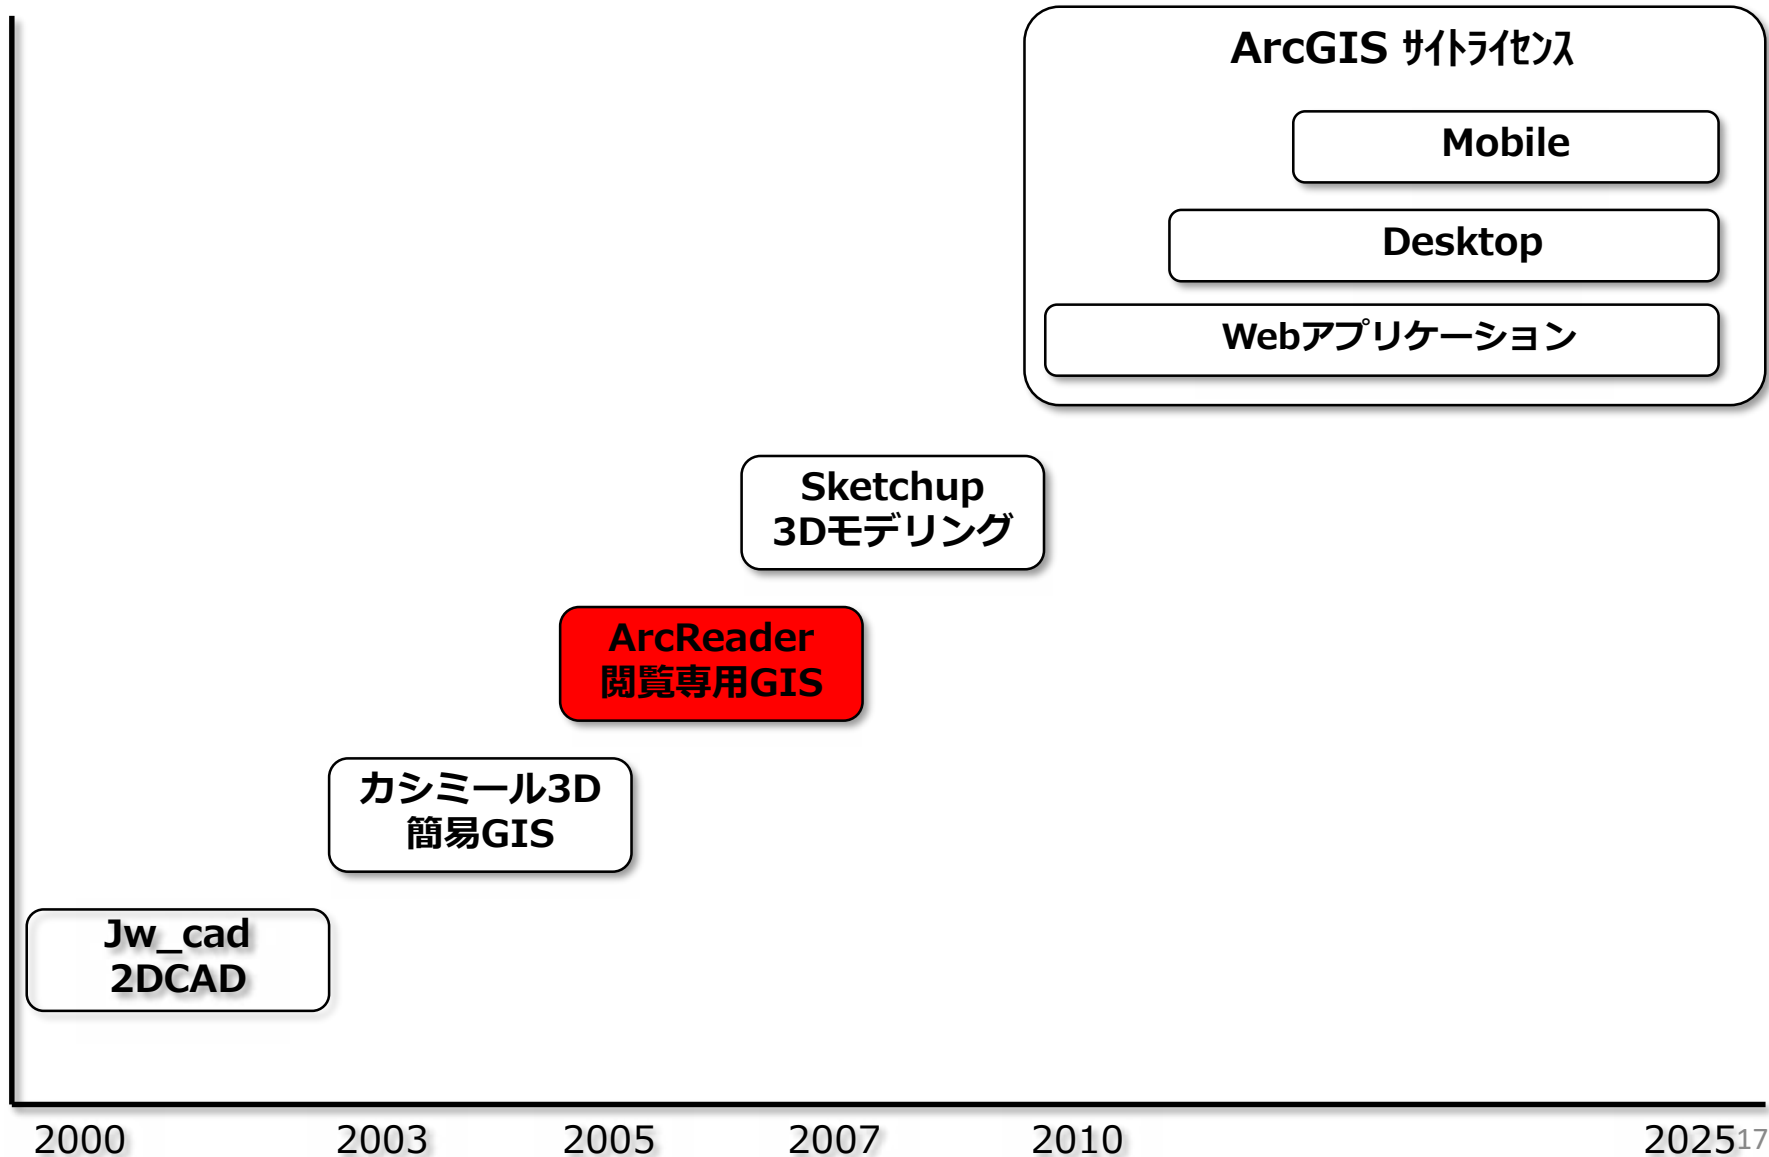 ArcGIS ｻｲﾄﾗｲｾﾝｽ
Mobile
Desktop
Webアプリケーション
Sketchup
3Dモデリング
ArcReader
閲覧専用GIS
カシミール3D
簡易GIS
Jw_cad
2DCAD
2000 2003 2005 2007 2010 2025
17